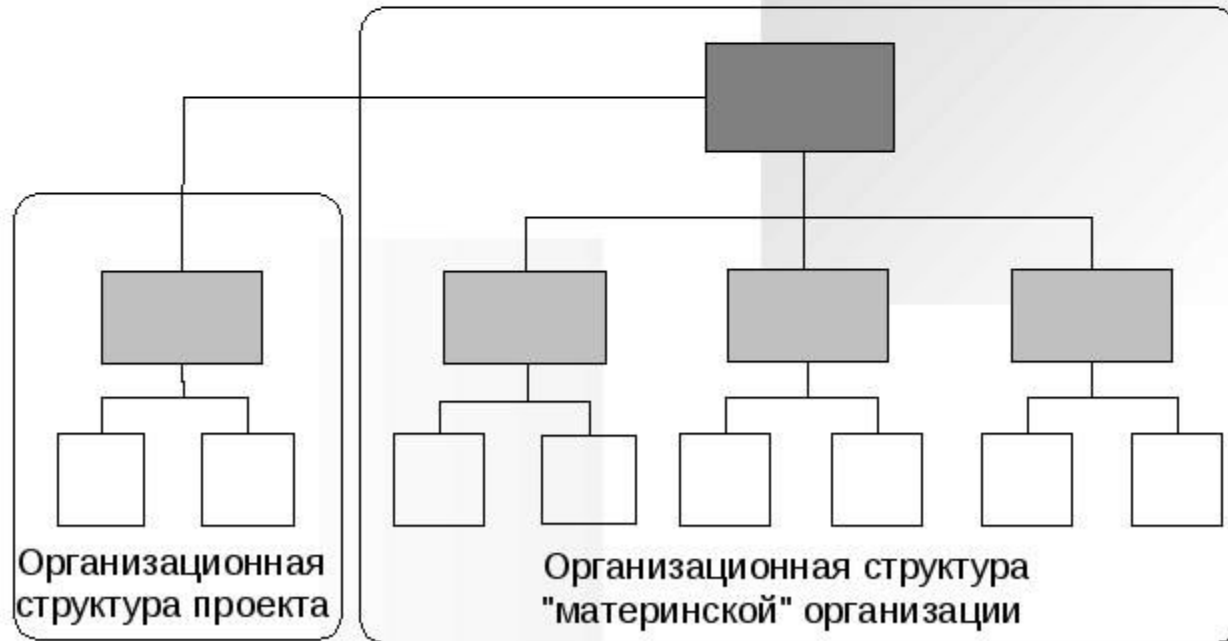 Организационная
структура проекта
Организационная структура
"материнской" организации